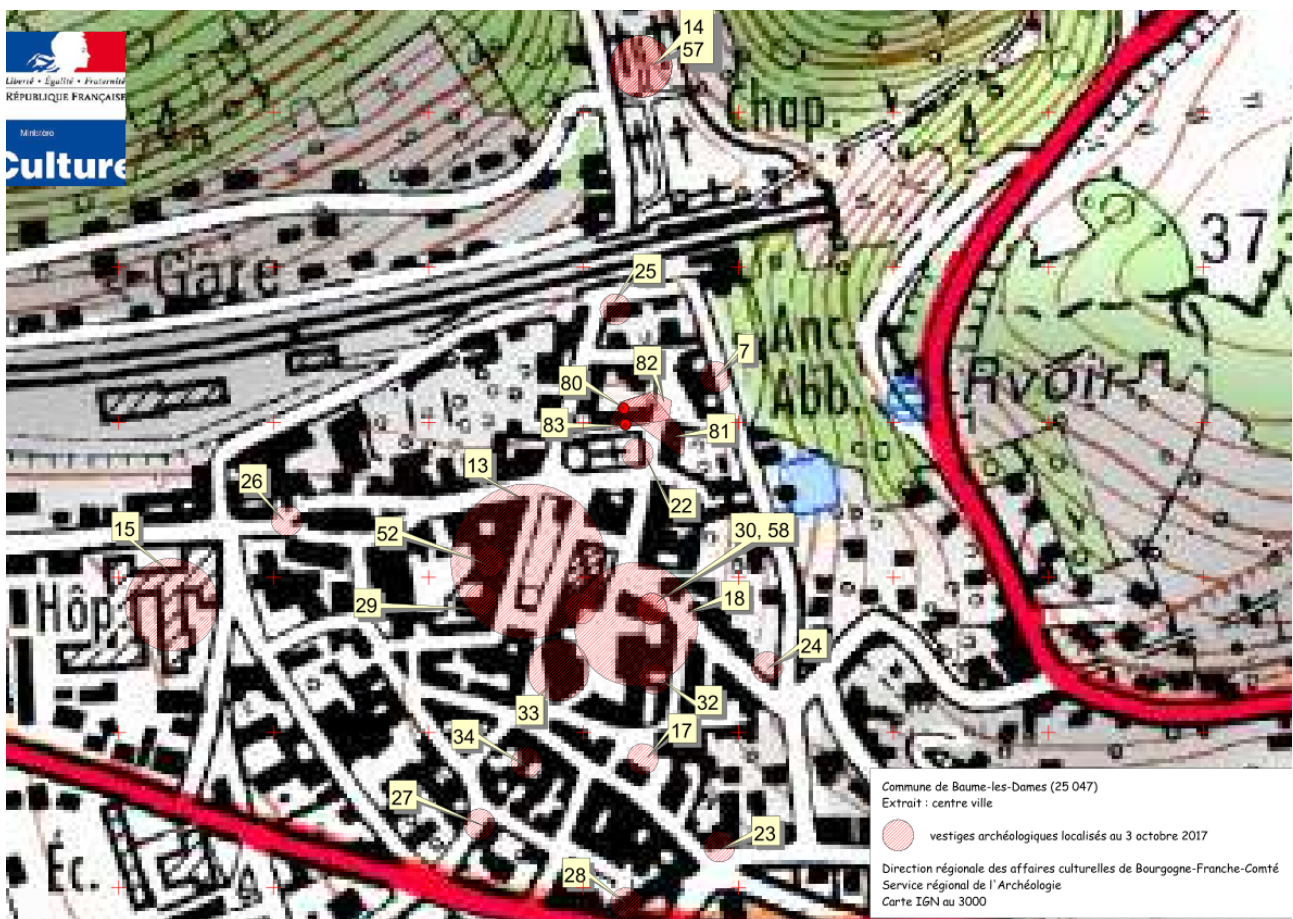 14
57
Liberté • Égalité • Fraternité
RÉPUBLIQUE FRANÇAISE
Ministère
Culture
chap.
37
Gare
25
7
Anc.
Abb.
Rvoir
82
80
83
81
13
22
26
30, 58
52
15
Hôp.
29
18
24
33
32
34
17
27
23
28
Éc.
Commune de Baume-les-Dames (25 047)
Extrait : centre ville
vestiges archéologiques localisés au 3 octobre 2017
Direction régionale des affaires culturelles de Bourgogne-Franche-Comté
Service régional de l'Archéologie
Carte IGN au 3000